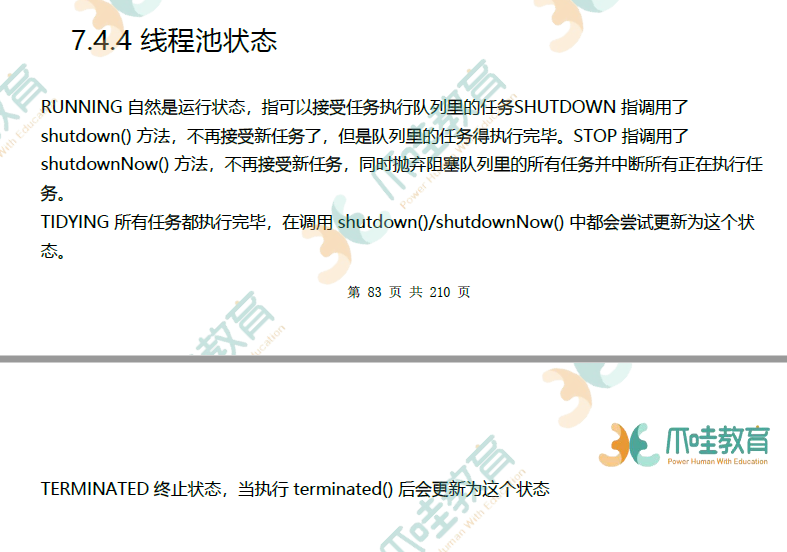 7.4.4 线程池状态
RUNNING 自然是运行状态，指可以接受任务执行队列里的任务SHUTDOWN 指调用了
shutdown() 方法，不再接受新任务了，但是队列里的任务得执行完毕。STOP 指调用了
shutdownNow() 方法，不再接受新任务，同时抛弃阻塞队列里的所有任务并中断所有正在执行任
务。
TIDYING 所有任务都执行完毕，在调用 shutdown()/shutdownNow() 中都会尝试更新为这个状
态。
第 83 页 共 210 页
爪哇教育
Power Human With Education
TERMINATED 终止状态，当执行 terminated() 后会更新为这个状态